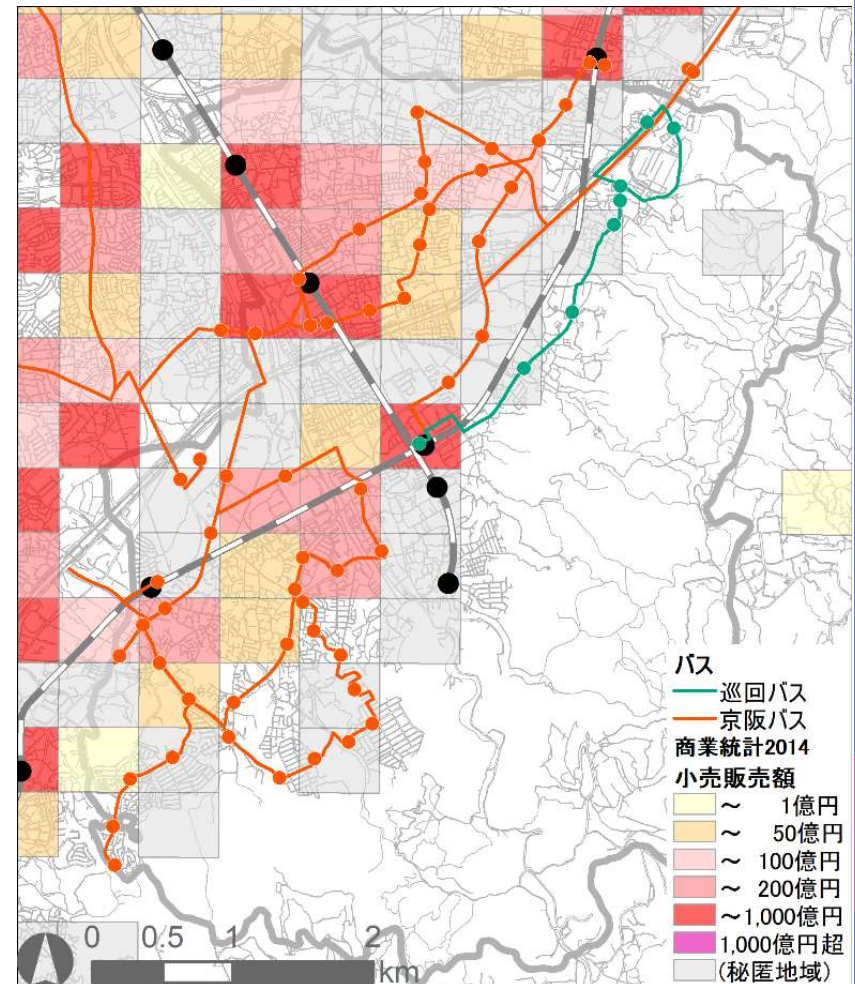 バス
巡回バス
京阪バス
商業統計2014
小売販売額
～ 1億円
～ 50億円
～ 100億円
～ 200億円
～1,000億円
1,000億円超
(秘匿地域)
0 0.5 1 2
km